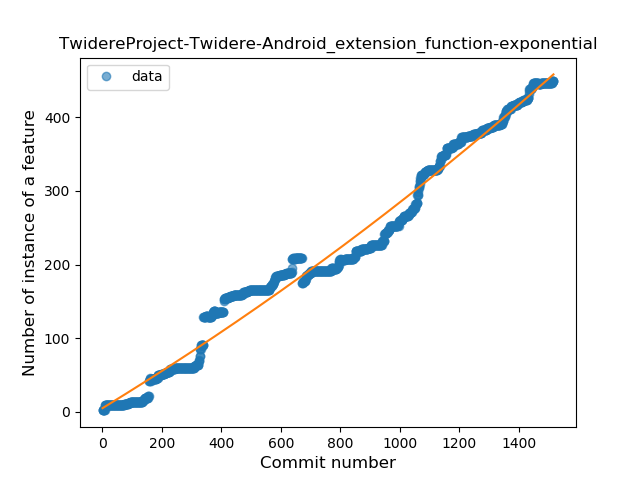 TwidereProject-Twidere-Android_extension_function-exponential
data
Number of instance of a feature
400
300
200
100
0
0 200 400 600 800 1000 1200 1400
Commit number